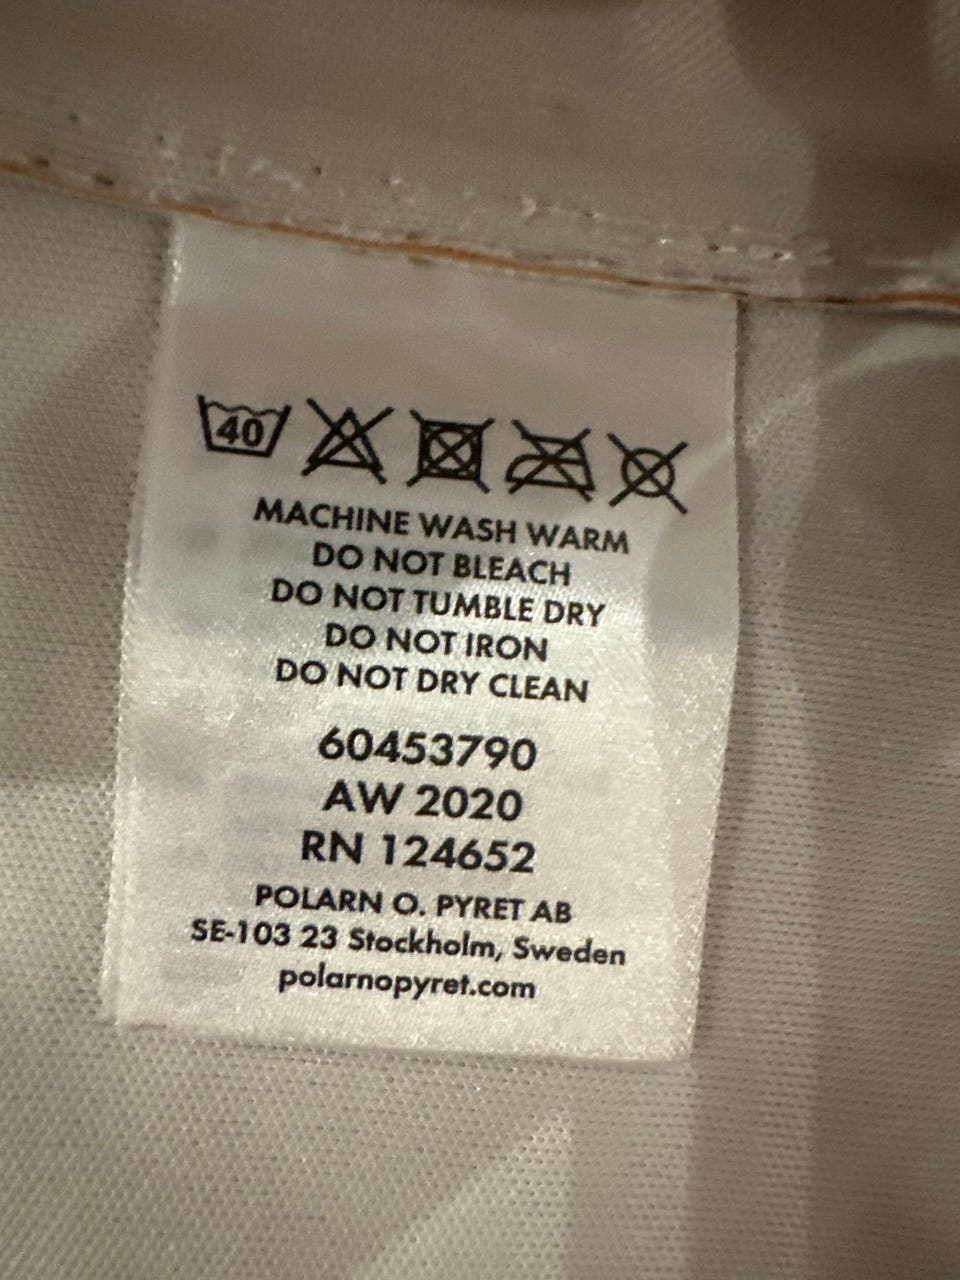 40
MACHINE WASH WARM
DO NOT BLEACH
DO NOT TUMBLE DRY
DO NOT IRON
DO NOT DRY CLEAN
60453790
AW 2020
RN 124652
POLARN O. PYRET AB
SE-103 23 Stockholm, Sweden
polarnopyret.com